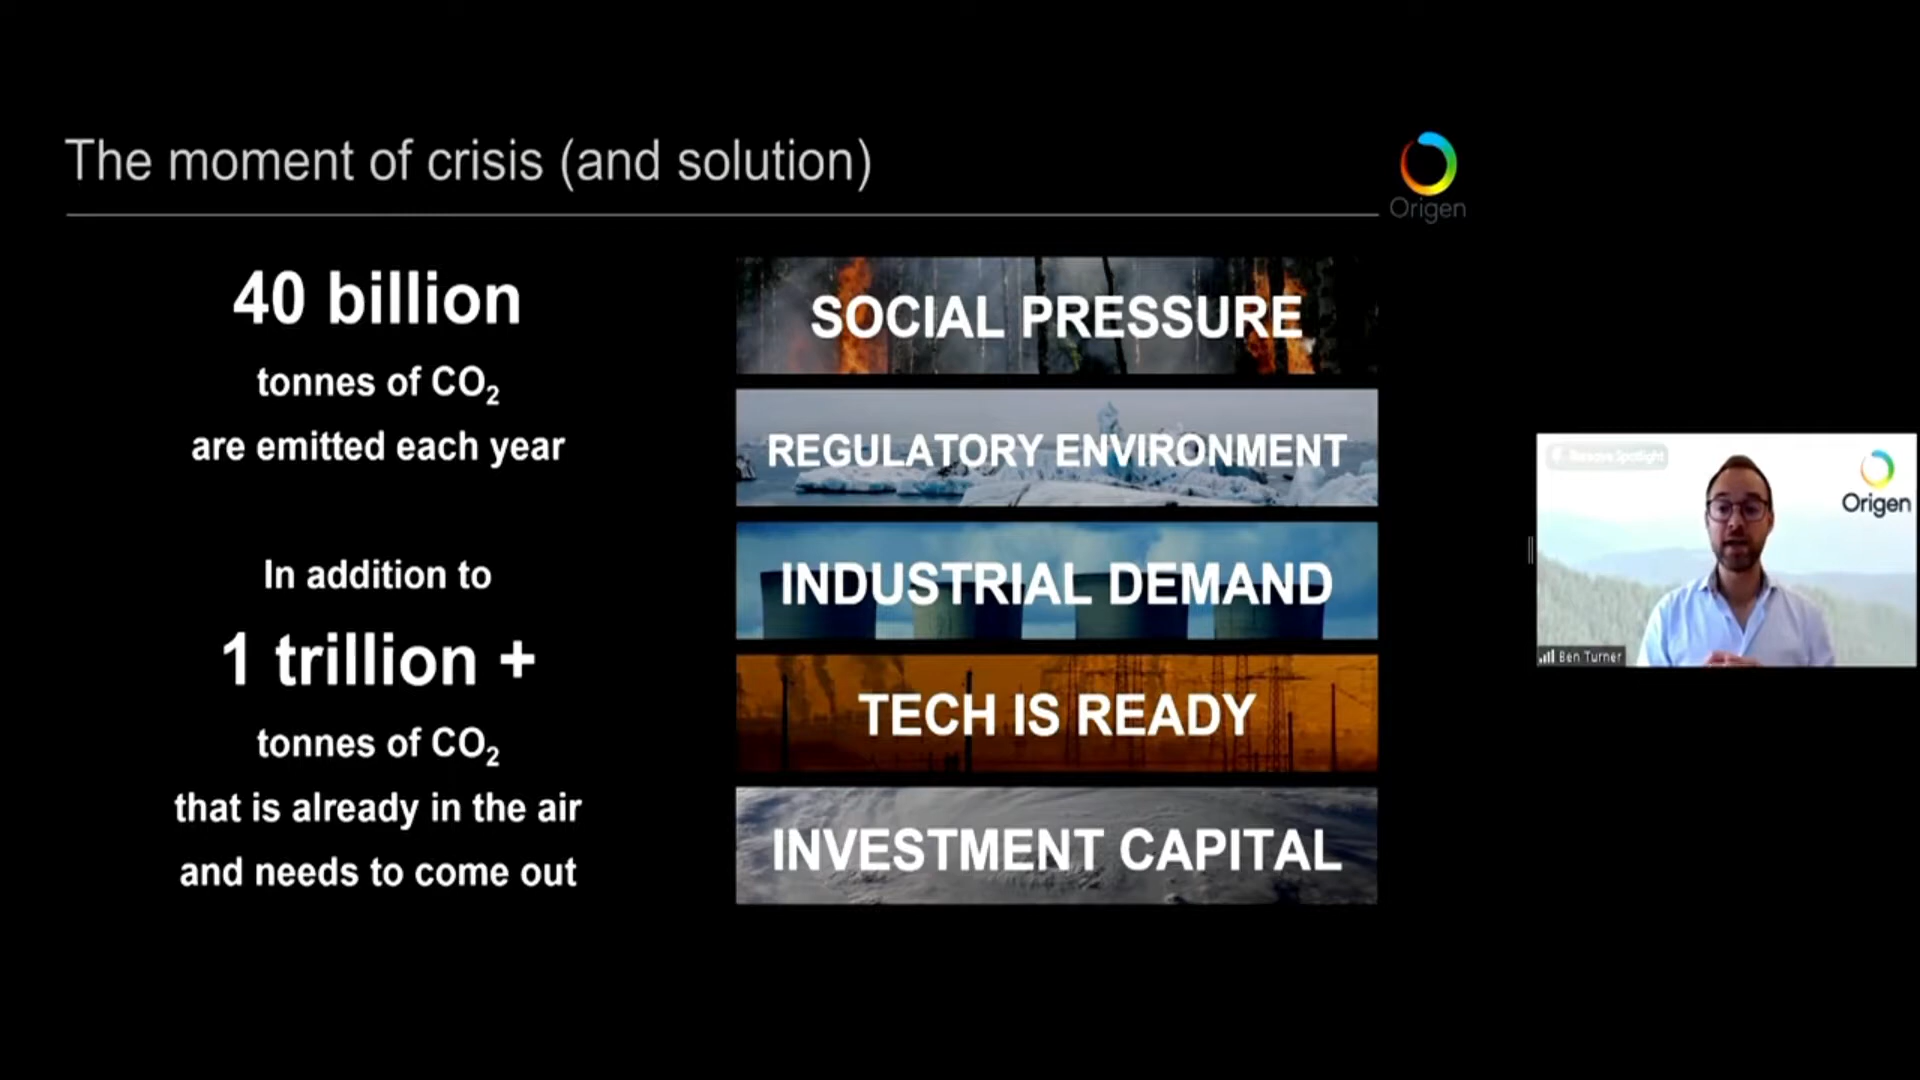 The moment of crisis (and solution)
Origen
40 billion
tonnes of CO₂
are emitted each year
In addition to
1 trillion +
tonnes of CO₂
that is already in the air
and needs to come out
SOCIAL PRESSURE
REGULATORY ENVIRONMENT
INDUSTRIAL DEMAND
TECH IS READY
INVESTMENT CAPITAL
Spotlight
Origen
Ben Turner